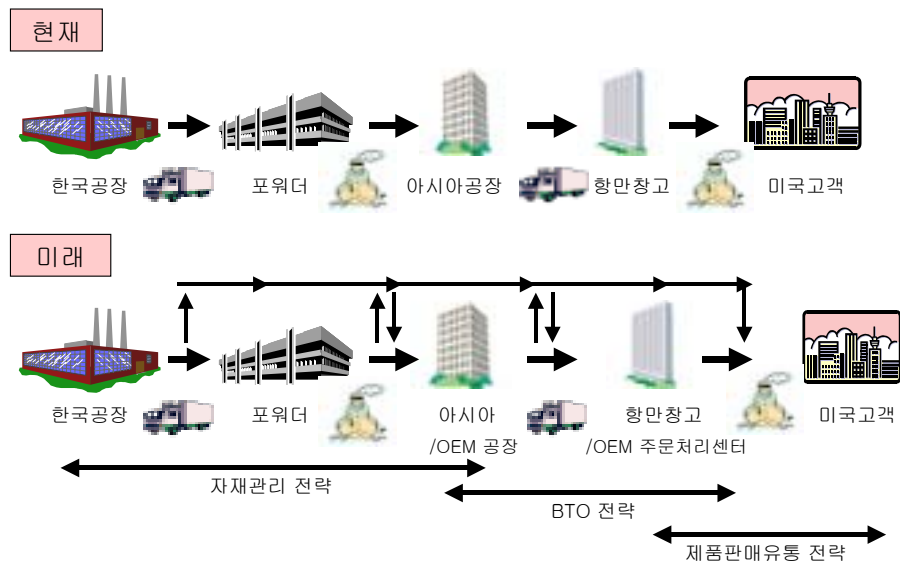 현재
한국공장
포워더
아시아공장
항만창고
미국고객
미래
한국공장
포워더
아시아
/OEM 공장
항만창고
/OEM 주문처리센터
미국고객
자재관리 전략
BTO 전략
제품판매유통 전략